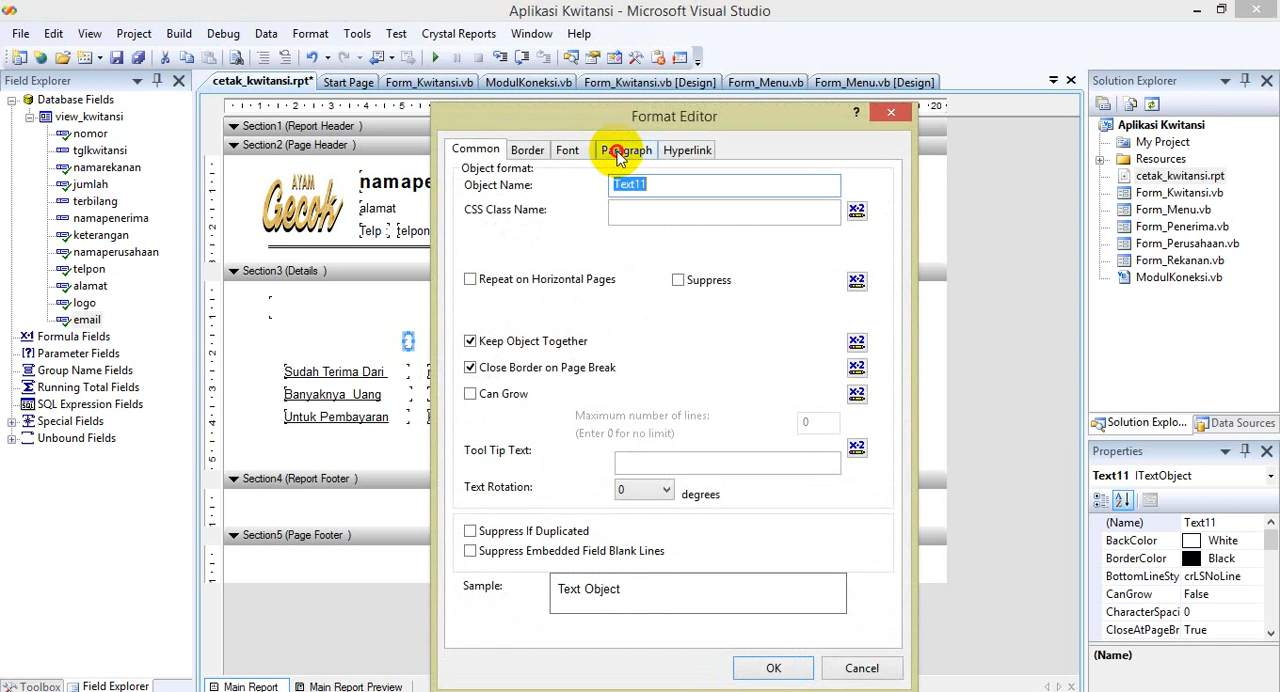 Aplikasi Kwitansi - Microsoft Visual Studio
File Edit View Project Build Debug Data Format Tools Test Crystal Reports Window Help
Field Explorer
cetak_kwitansi.rpt* Start Page Form_Kwitansi.vb ModulKoneksi.vb Form_Kwitansi.vb [Design] Form_Menu.vb Form_Menu.vb [Design]
Database Fields
view_kwitansi
nomor
tglkwitansi
namarekanan
jumlah
terbilang
namapenerima
keterangan
namaperusahaan
telpon
alamat
logo
email
Formula Fields
Parameter Fields
Group Name Fields
Running Total Fields
SQL Expression Fields
Special Fields
Unbound Fields
Toolbox Field Explorer
Section1 (Report Header )
Section2 (Page Header )
AYAM
Gecok
namape
alamat
Telp : telpon
Section3 (Details )
Sudah Terima Dari :
Banyaknya Uang :
Untuk Pembayaran :
Section4 (Report Footer )
Section5 (Page Footer )
Main Report Main Report Preview
Format Editor
Common Border Font Paragraph Hyperlink
Object format:
Object Name: Text11
CSS Class Name:
Repeat on Horizontal Pages Suppress
Keep Object Together
Close Border on Page Break
Can Grow
Maximum number of lines:
(Enter 0 for no limit) 0
Tool Tip Text:
Text Rotation: 0 degrees
Suppress If Duplicated
Suppress Embedded Field Blank Lines
Sample: Text Object
OK Cancel
Solution Explorer
Aplikasi Kwitansi
My Project
Resources
cetak_kwitansi.rpt
Form_Kwitansi.vb
Form_Menu.vb
Form_Penerima.vb
Form_Perusahaan.vb
Form_Rekanan.vb
ModulKoneksi.vb
Solution Explo... Data Sources
Properties
Text11 ITextObject
(Name) Text11
BackColor White
BorderColor Black
BottomLineSty crLSNoLine
CanGrow False
CharacterSpaci 0
CloseAtPageBr True
(Name)